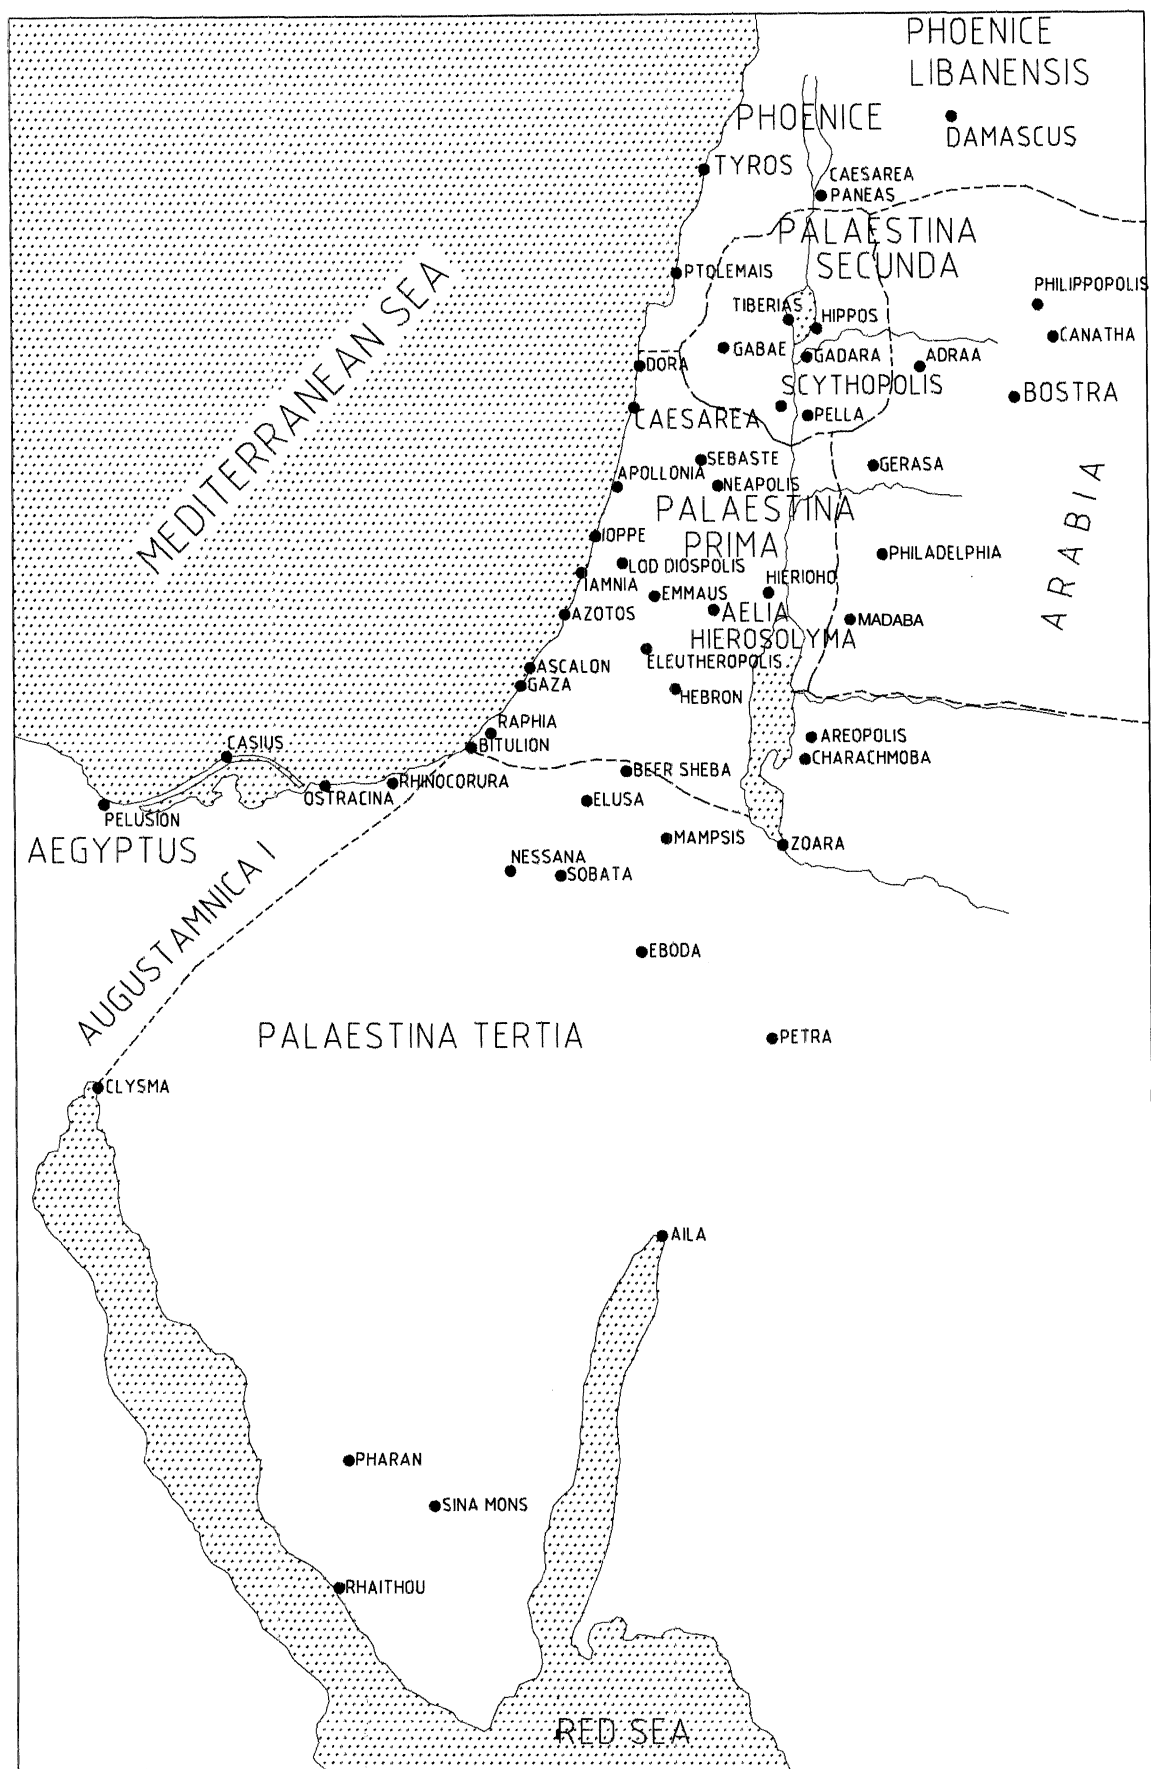 PHOENICE
LIBANENSIS
DAMASCUS
PHOENICE
TYROS
CAESAREA
PANEAS
PALAESTINA
SECUNDA
MEDITERRANEAN SEA
PTOLEMAIS
PHILIPPOPOLIS
TIBERIAS
HIPPOS
CANATHA
GABAE
GADARA
ADRAA
DORA
SCYTHOPOLIS
BOSTRA
CAESAREA
PELLA
SEBASTE
GERASA
APOLLONIA
NEAPOLIS
PALAESTINA
PRIMA
ARABIA
IOPPE
PHILADELPHIA
LOD DIOSPOLIS
IAMNIA
HIERIOHO
EMMAUS
AZOTOS
AELIA
HIEROSOLYMA
MADABA
ELEUTHEROPOLIS
ASCALON
GAZA
HEBRON
RAPHIA
BITULION
AREOPOLIS
CASIUS
CHARACHMOBA
BEER SHEBA
RHINOCORURA
OSTRACINA
ELUSA
PELUSION
AEGYPTUS
MAMPSIS
ZOARA
NESSANA
SOBATA
AUGUSTAMNICA I
EBODA
PALAESTINA TERTIA
PETRA
CLYSMA
AILA
PHARAN
SINA MONS
RHAITHOU
RED SEA